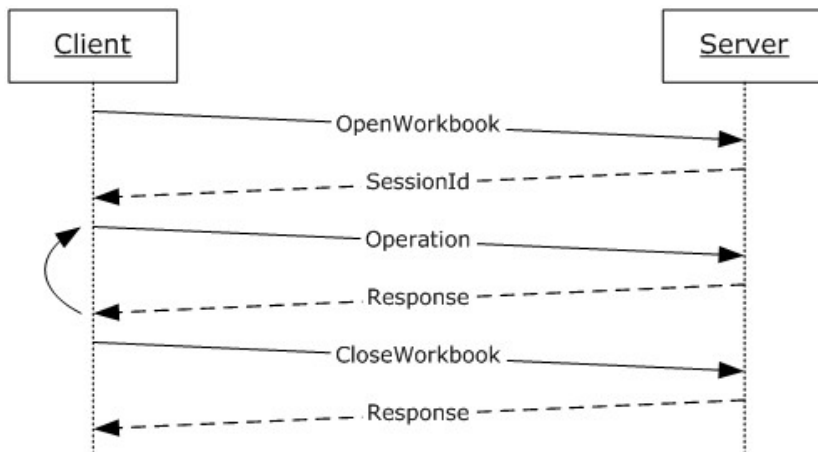 Client
Server
OpenWorkbook
SessionId
Operation
Response
CloseWorkbook
Response